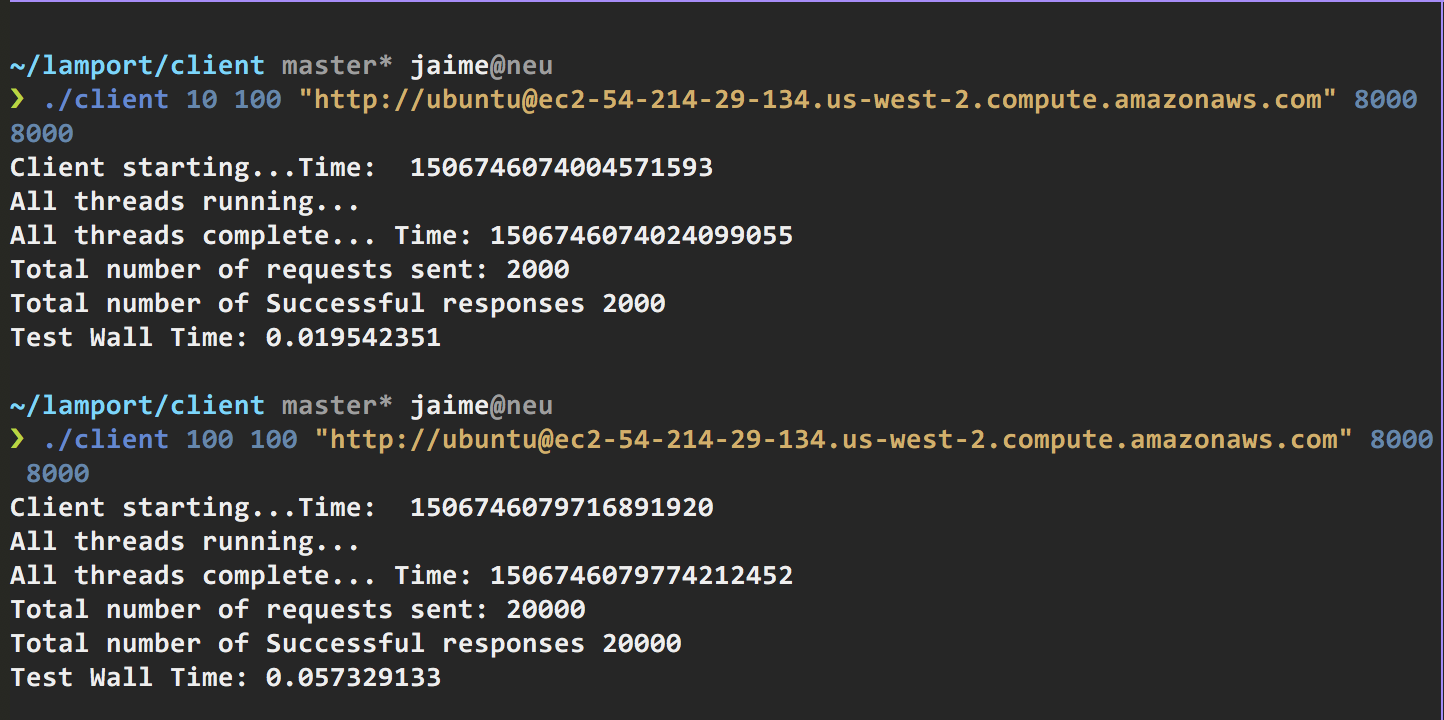 ~/lamport/client master* jaime@neu
❯ ./client 10 100 "http://ubuntu@ec2-54-214-29-134.us-west-2.compute.amazonaws.com" 8000
8000
Client starting...Time:  1506746074004571593
All threads running...
All threads complete... Time: 1506746074024099055
Total number of requests sent: 2000
Total number of Successful responses 2000
Test Wall Time: 0.019542351
~/lamport/client master* jaime@neu
❯ ./client 100 100 "http://ubuntu@ec2-54-214-29-134.us-west-2.compute.amazonaws.com" 8000
8000
Client starting...Time:  1506746079716891920
All threads running...
All threads complete... Time: 1506746079774212452
Total number of requests sent: 20000
Total number of Successful responses 20000
Test Wall Time: 0.057329133